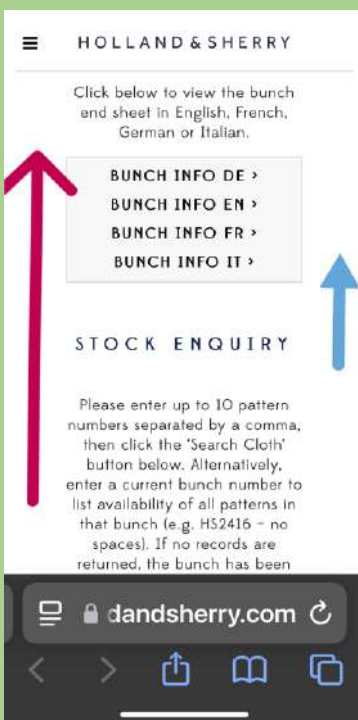 HOLLAND & SHERRY
Click below to view the bunch
end sheet in English, French,
German or Italian.
BUNCH INFO DE >
BUNCH INFO EN >
BUNCH INFO FR >
BUNCH INFO IT >
STOCK ENQUIRY
Please enter up to 10 pattern
numbers separated by a comma,
then click the ‘Search Cloth’
button below. Alternatively,
enter a current bunch number to
list availability of all patterns in
that bunch (e.g. HS2416 – no
spaces). If no records are
returned, the bunch has been
dandsherry.com